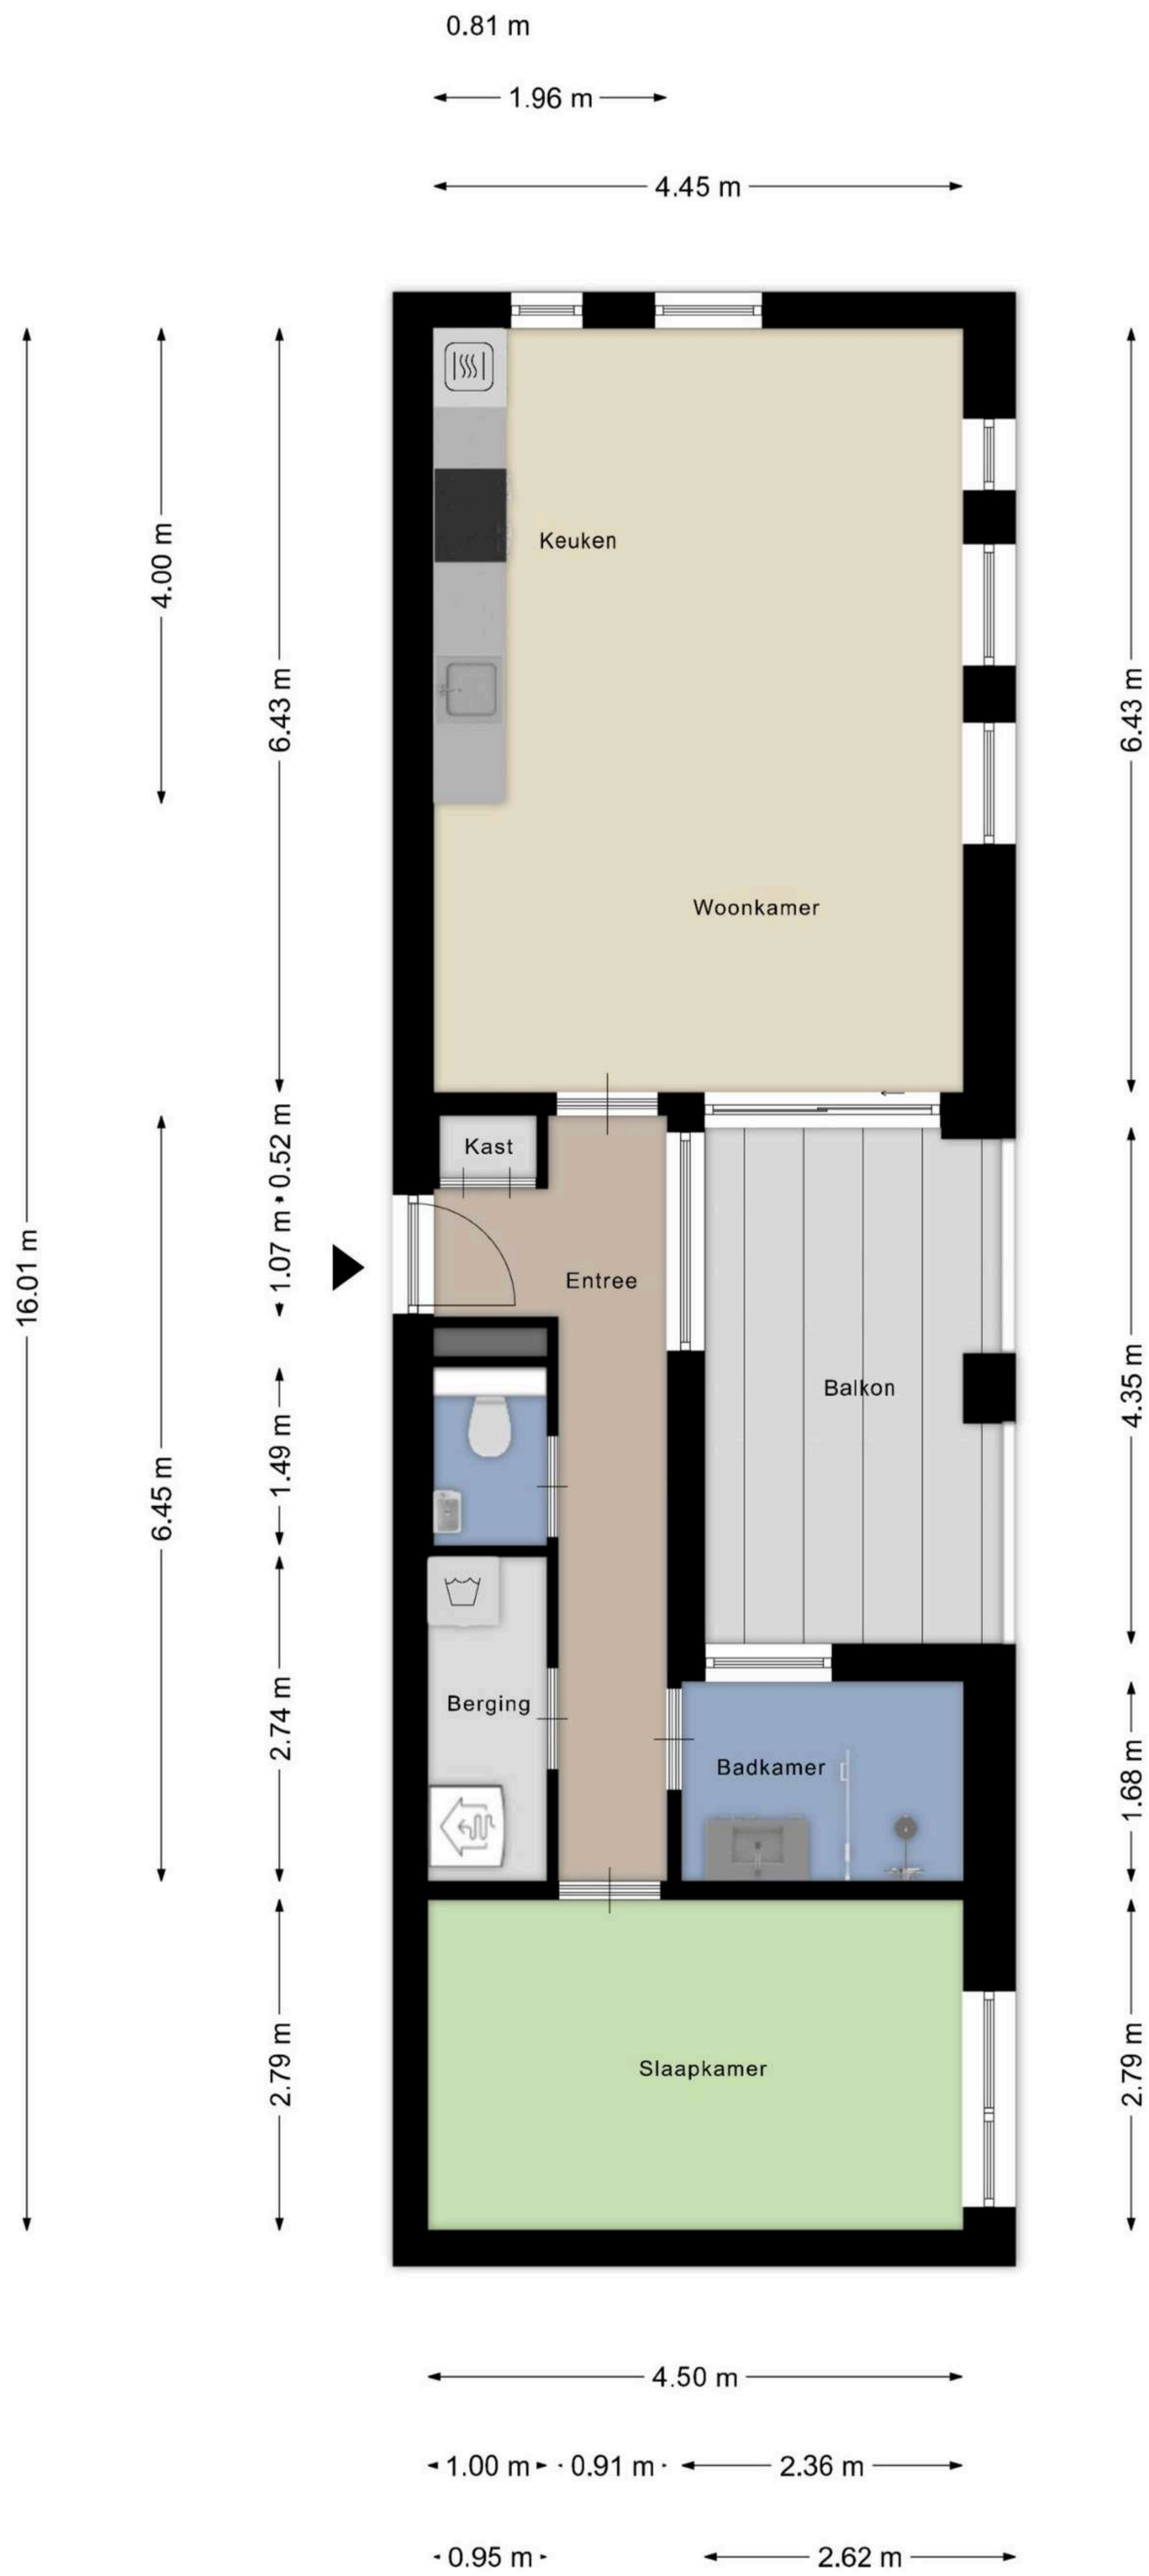 0.81 m
1.96 m
4.45 m
4.00 m
6.43 m
6.43 m
Keuken
Woonkamer
16.01 m
0.52 m
1.07 m
Kast
Entree
Balkon
4.35 m
6.45 m
1.49 m
2.74 m
Berging
Badkamer
1.68 m
2.79 m
Slaapkamer
2.79 m
4.50 m
1.00 m
0.91 m
2.36 m
0.95 m
2.62 m